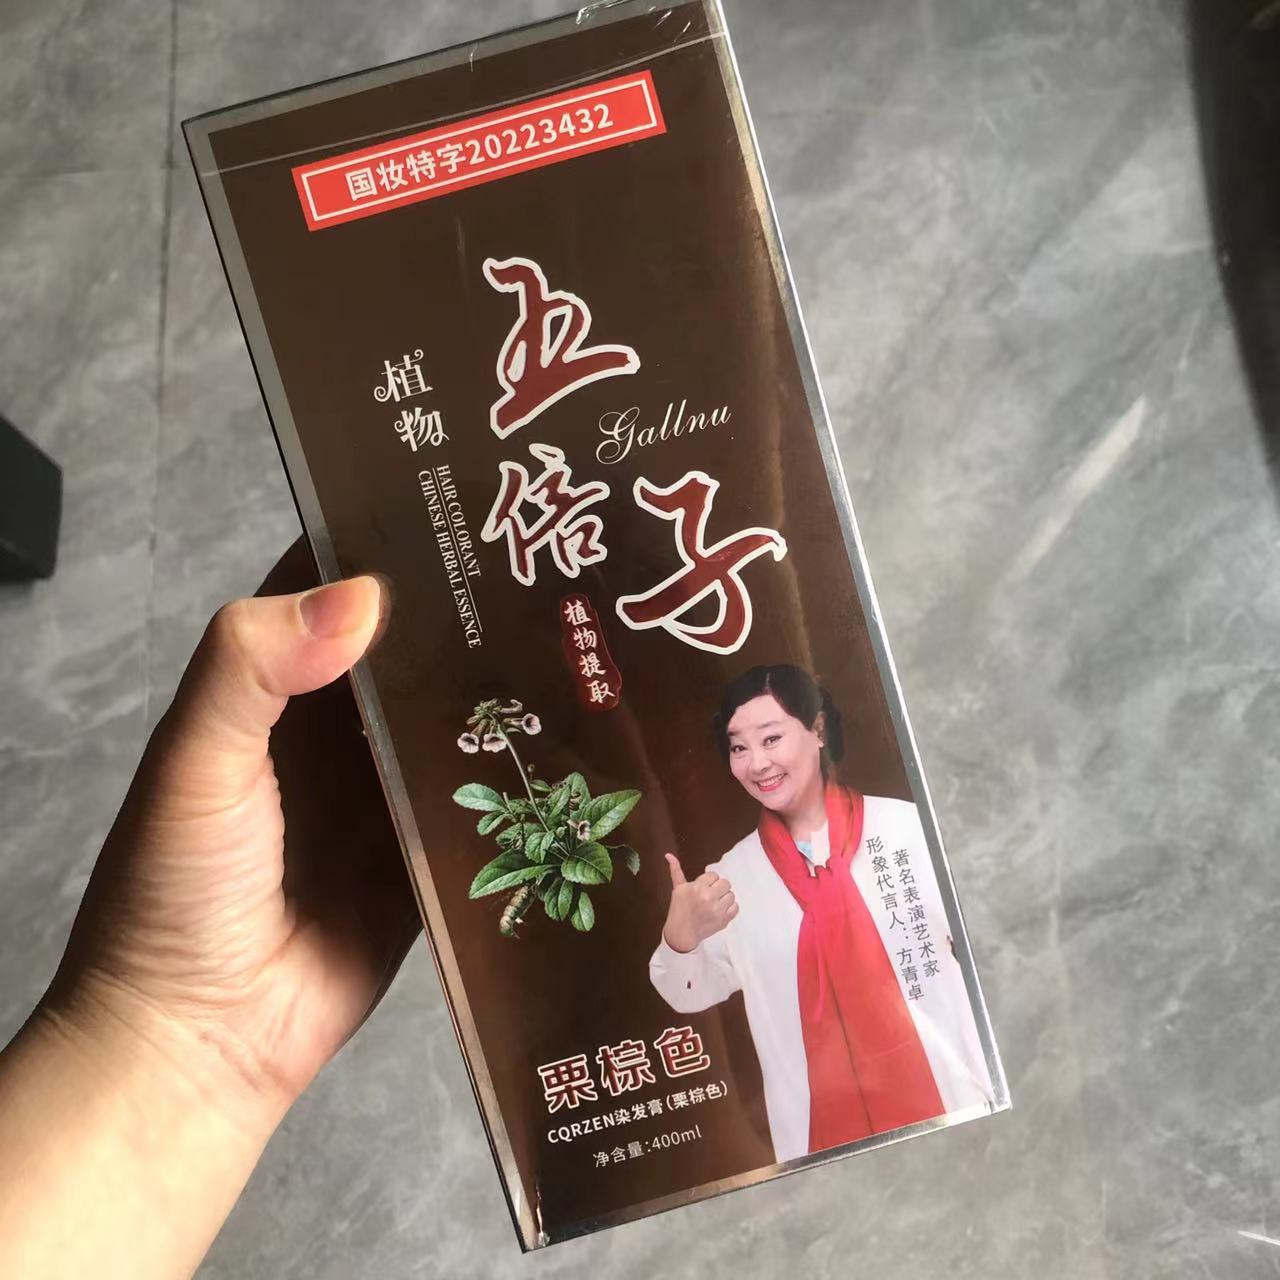 国妆特字20223432
植物
五倍子
Gallnu
HAIR COLORANT
CHINESE HERBAL ESSENCE
植物提取
著名表演艺术家
形象代言人：方青卓
栗棕色
CQRZEN染发膏（栗棕色）
净含量：400ml